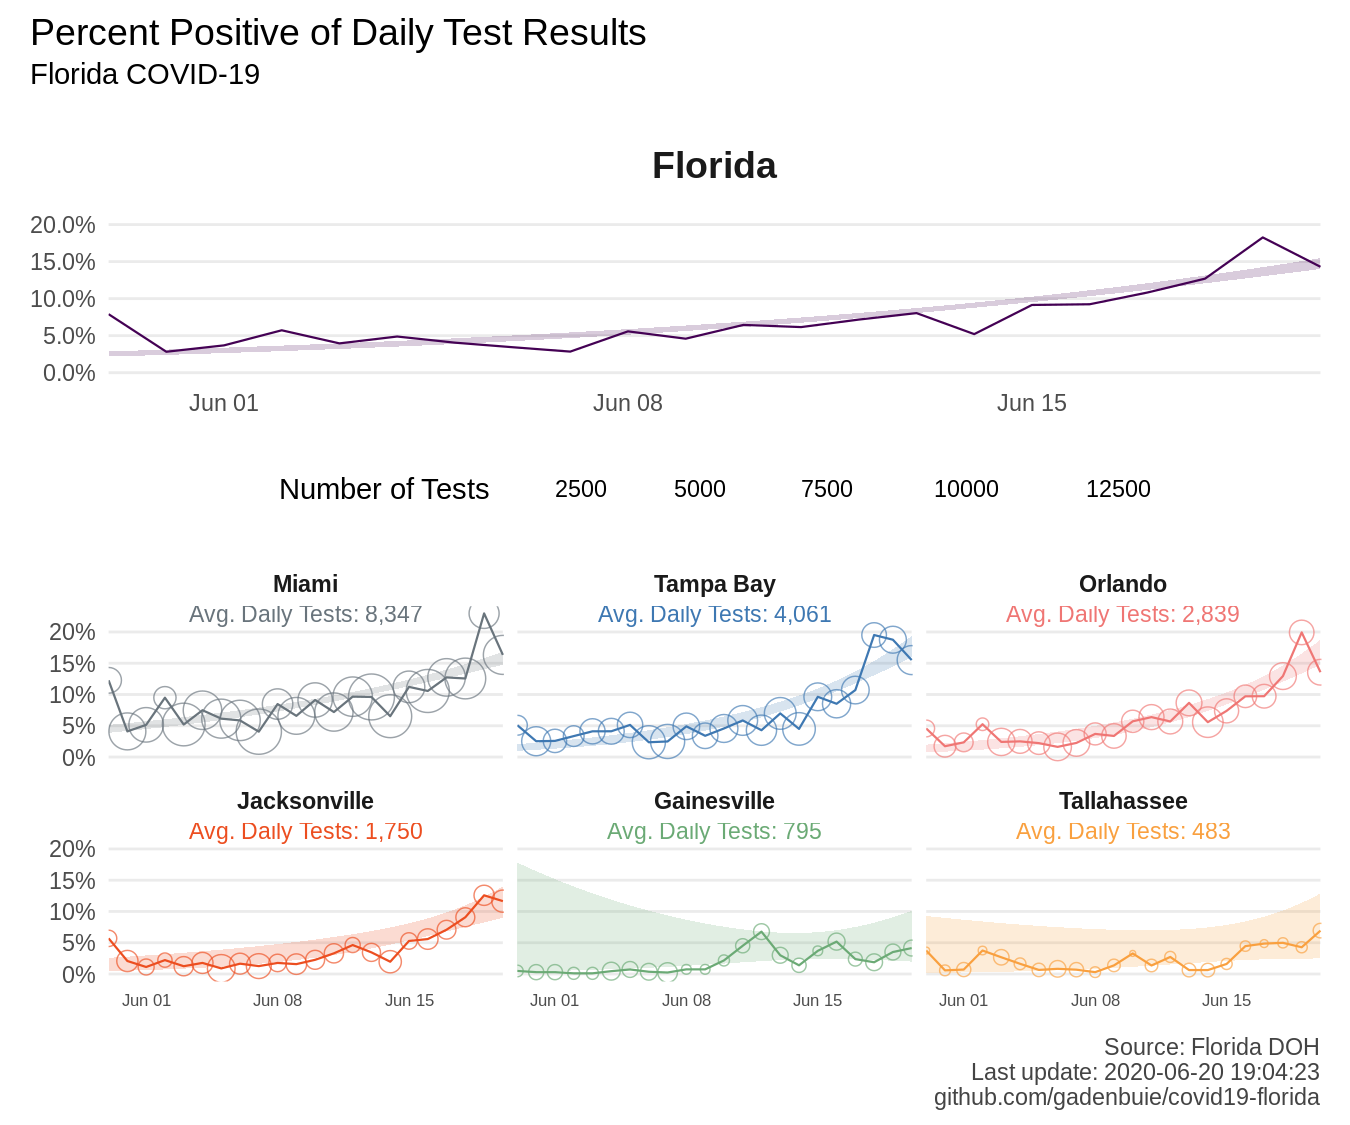 Percent Positive of Daily Test Results
Florida COVID-19
Florida
20.0%
15.0%
10.0%
5.0%
0.0%
Jun 01 Jun 08 Jun 15
Number of Tests 2500 5000 7500 10000 12500
Miami Tampa Bay Orlando
Avg. Daily Tests: 8,347 Avg. Daily Tests: 4,061 Avg. Daily Tests: 2,839
20%
15%
10%
5%
0%
Jacksonville Gainesville Tallahassee
Avg. Daily Tests: 1,750 Avg. Daily Tests: 795 Avg. Daily Tests: 483
20%
15%
10%
5%
0%
Jun 01 Jun 08 Jun 15 Jun 01 Jun 08 Jun 15 Jun 01 Jun 08 Jun 15
Source: Florida DOH
Last update: 2020-06-20 19:04:23
github.com/gadenbuie/covid19-florida